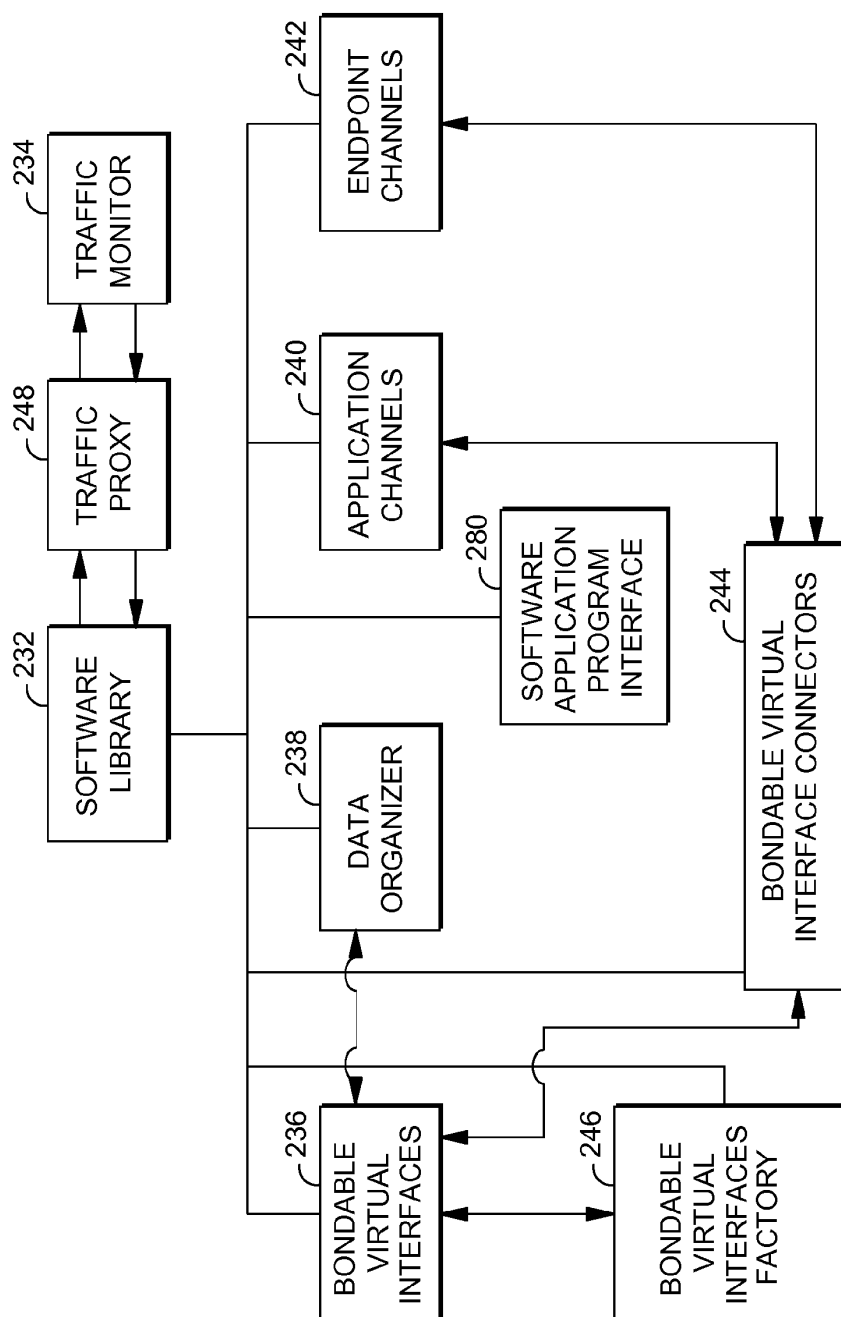 232
SOFTWARE
LIBRARY
248
TRAFFIC
PROXY
234
TRAFFIC
MONITOR
236
BONDABLE
VIRTUAL
INTERFACES
238
DATA
ORGANIZER
240
APPLICATION
CHANNELS
242
ENDPOINT
CHANNELS
280
SOFTWARE
APPLICATION
PROGRAM
INTERFACE
246
BONDABLE
VIRTUAL
INTERFACES
FACTORY
244
BONDABLE VIRTUAL
INTERFACE CONNECTORS